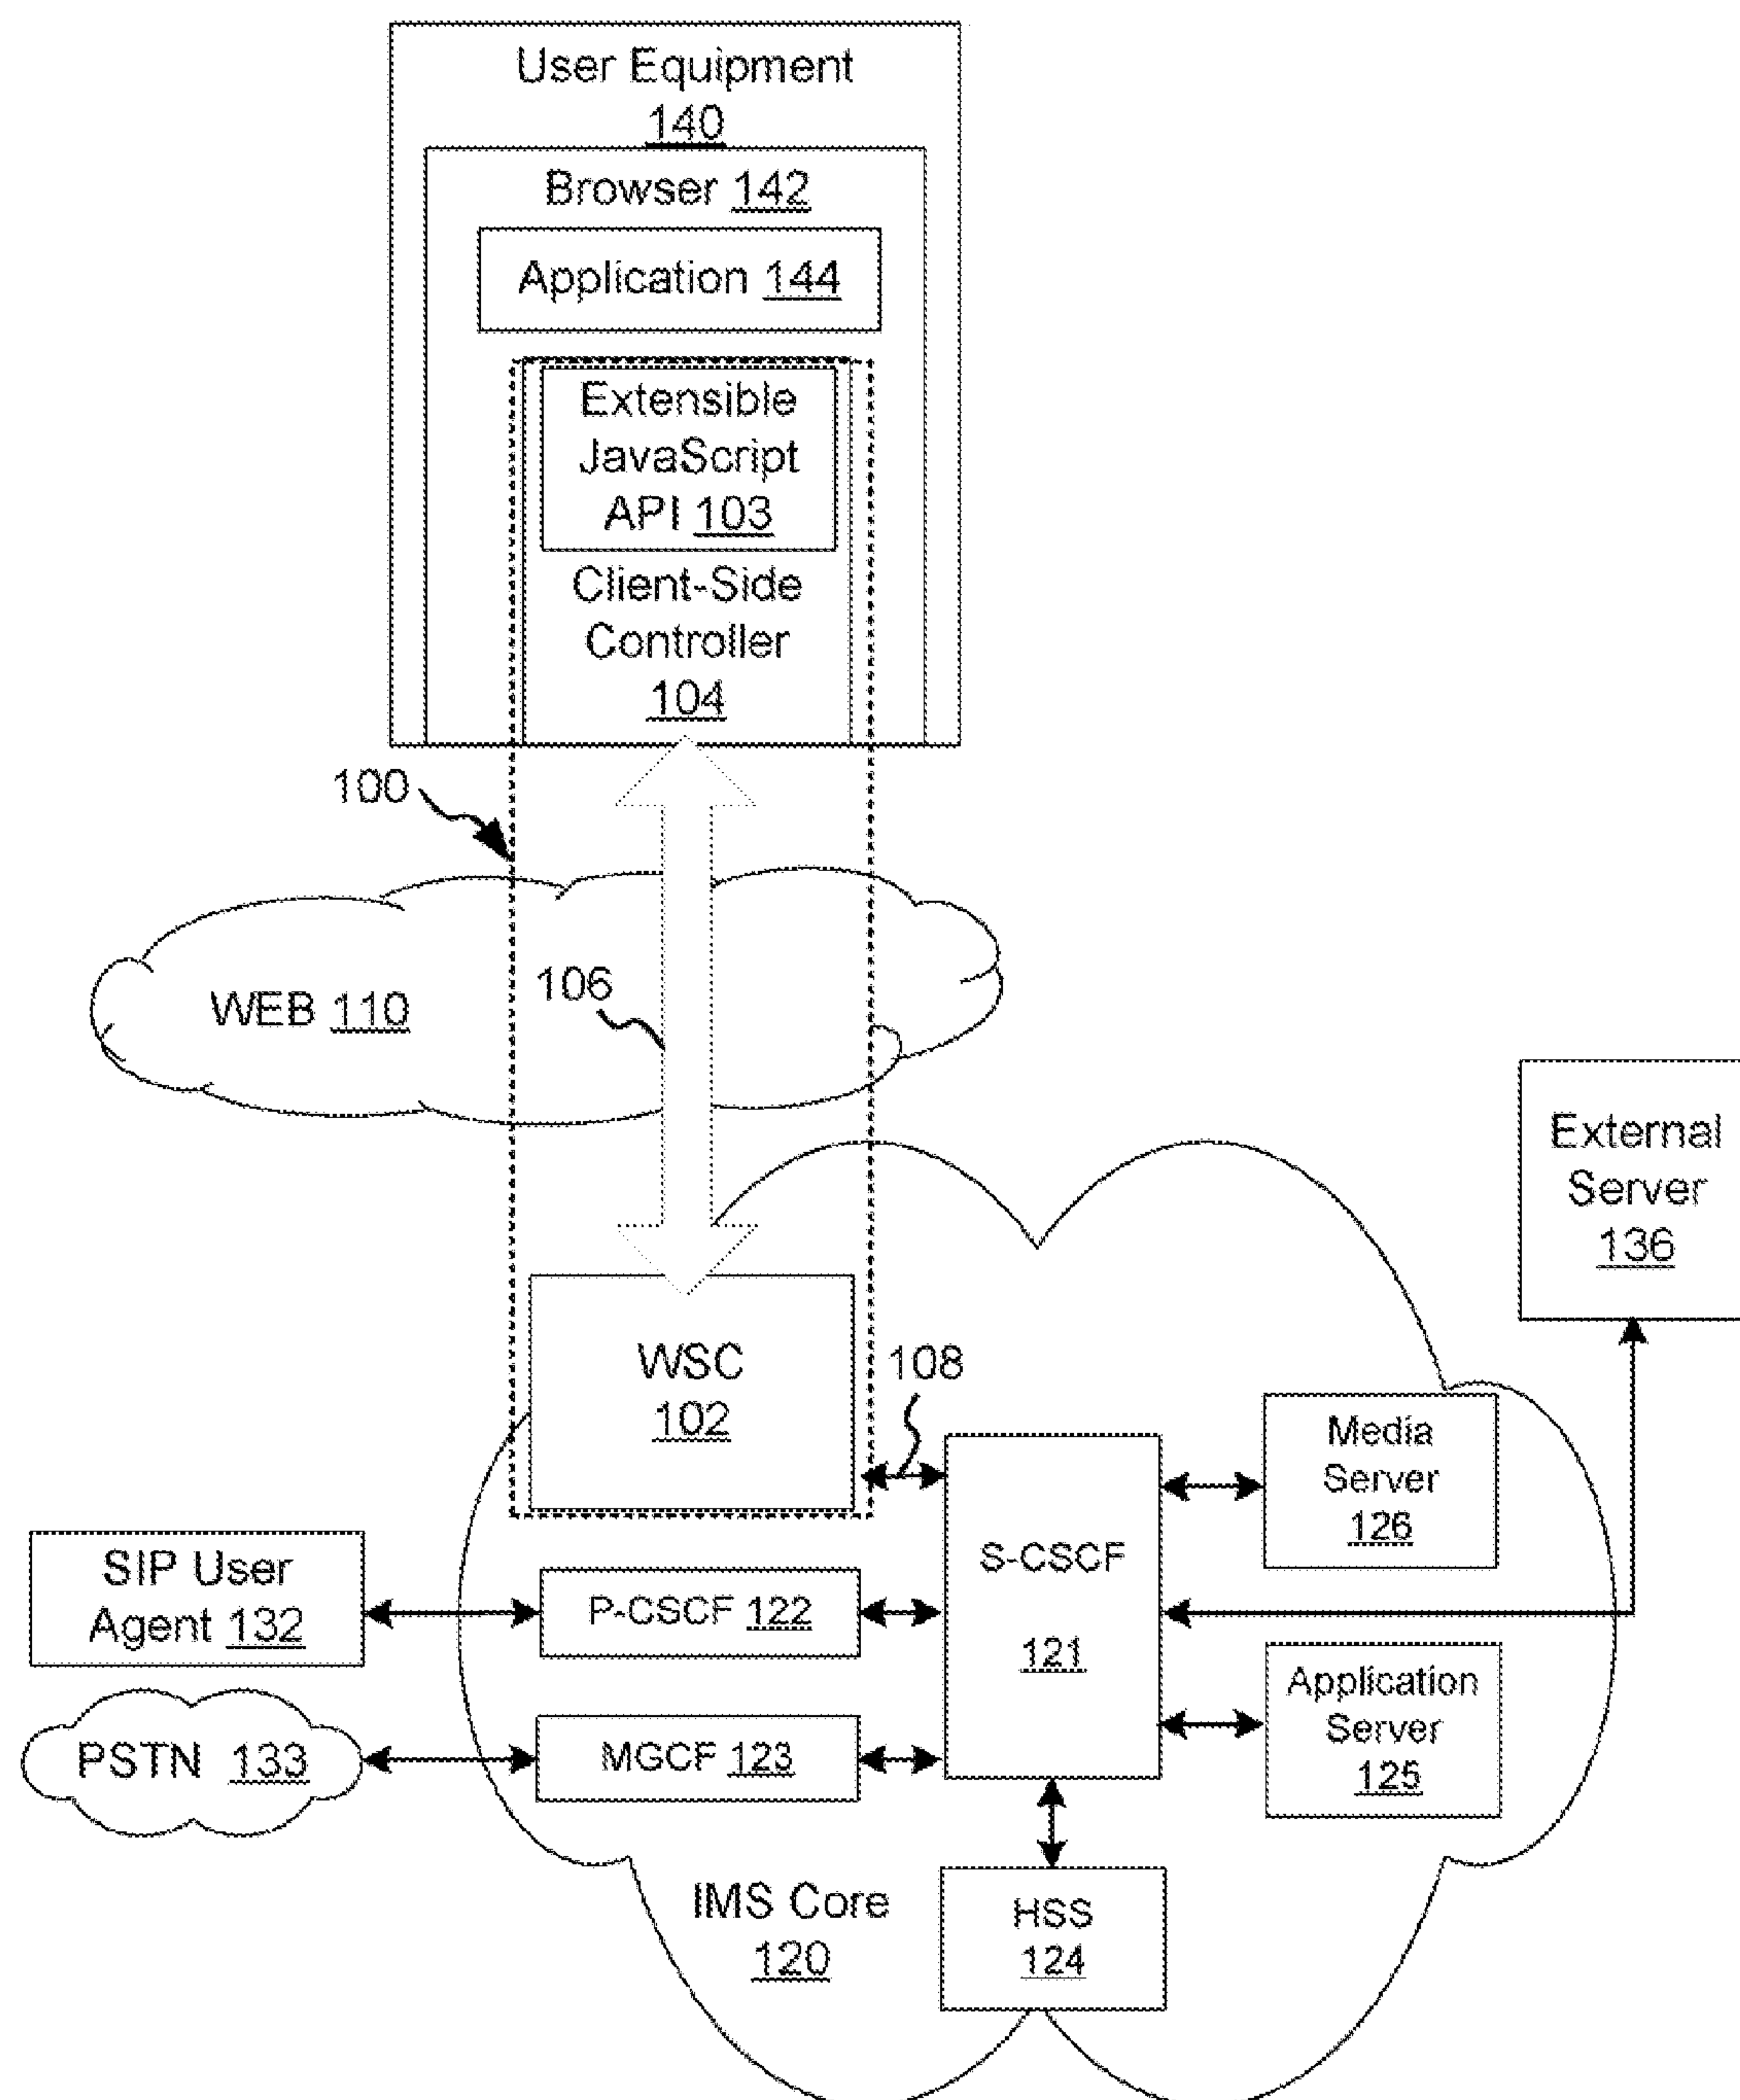 User Equipment
140
Browser 142
Application 144
Extensible
JavaScript
API 103
Client-Side
Controller
104
100
106
WEB 110
External
Server
136
WSC
102
108
Media
Server
126
S-CSCF
121
SIP User
Agent 132
P-CSCF 122
Application
Server
125
PSTN 133
MGCF 123
IMS Core
120
HSS
124